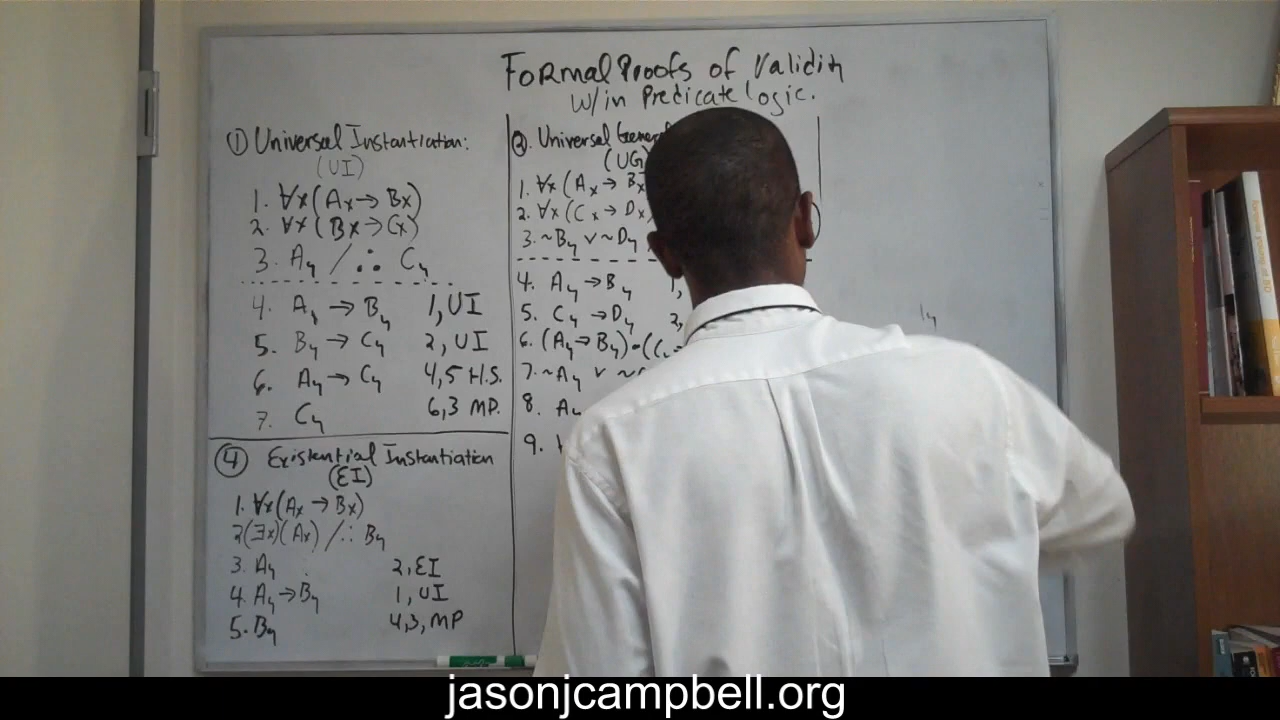 Formal Proofs of Validity
w/in Predicate logic.
① Universal Instantiation:
(UI)
1. ∀x(Ax → Bx)
2. ∀x(Bx → Cx)
3. Ay / ∴ Cy
4. Ay → By 1, UI
5. By → Cy 2, UI
6. Ay → Cy 4,5 H.S.
7. Cy 6,3 MP.
④ Existential Instantiation
(EI)
1. ∀x(Ax → Bx)
2(∃x)(Ax) / ∴ By
3. Ay 2, EI
4. Ay → By 1, UI
5. By 4,3, MP
②. Universal
(UG)
1. ∀x(Ax → Bx
2. ∀x(Cx → Dx)
3. ~By v ~Dy
4. Ay → By 1,
5. Cy → Dy 2,
6. (Ay → By) • (C
7. ~Ay v ~
8. Ay
9.
jasonjcampbell.org